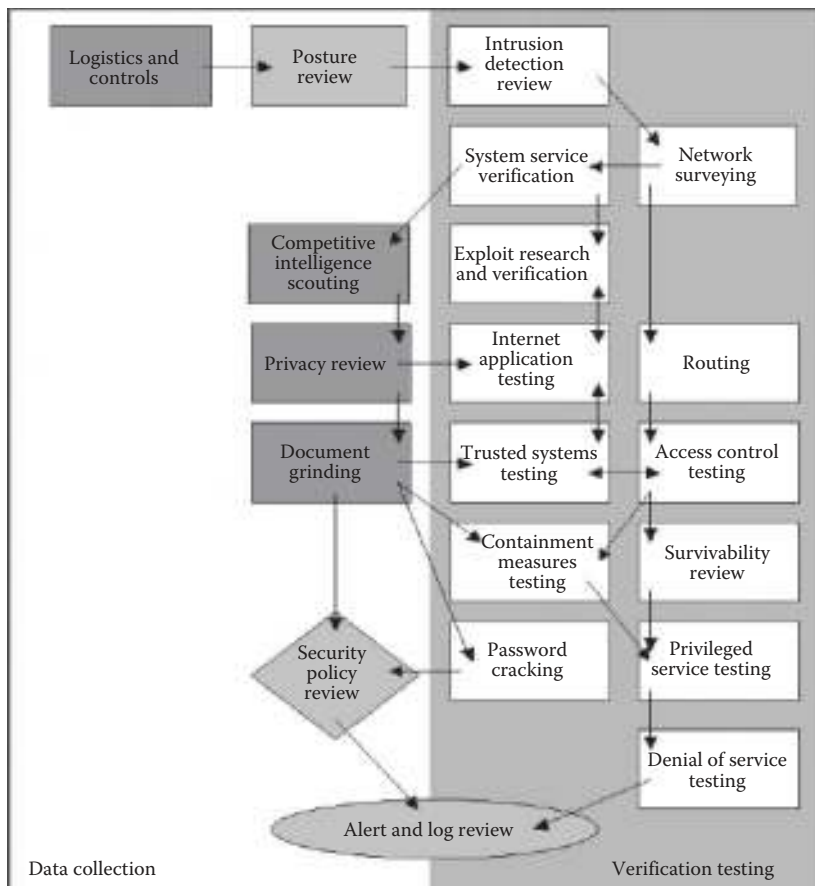 Logistics and
controls
Posture
review
Intrusion
detection
review
System service
verification
Network
surveying
Competitive
intelligence
scouting
Exploit research
and verification
Privacy review
Internet
application
testing
Routing
Document
grinding
Trusted systems
testing
Access control
testing
Containment
measures
testing
Survivability
review
Security
policy
review
Password
cracking
Privileged
service testing
Denial of service
testing
Alert and log review
Data collection
Verification testing